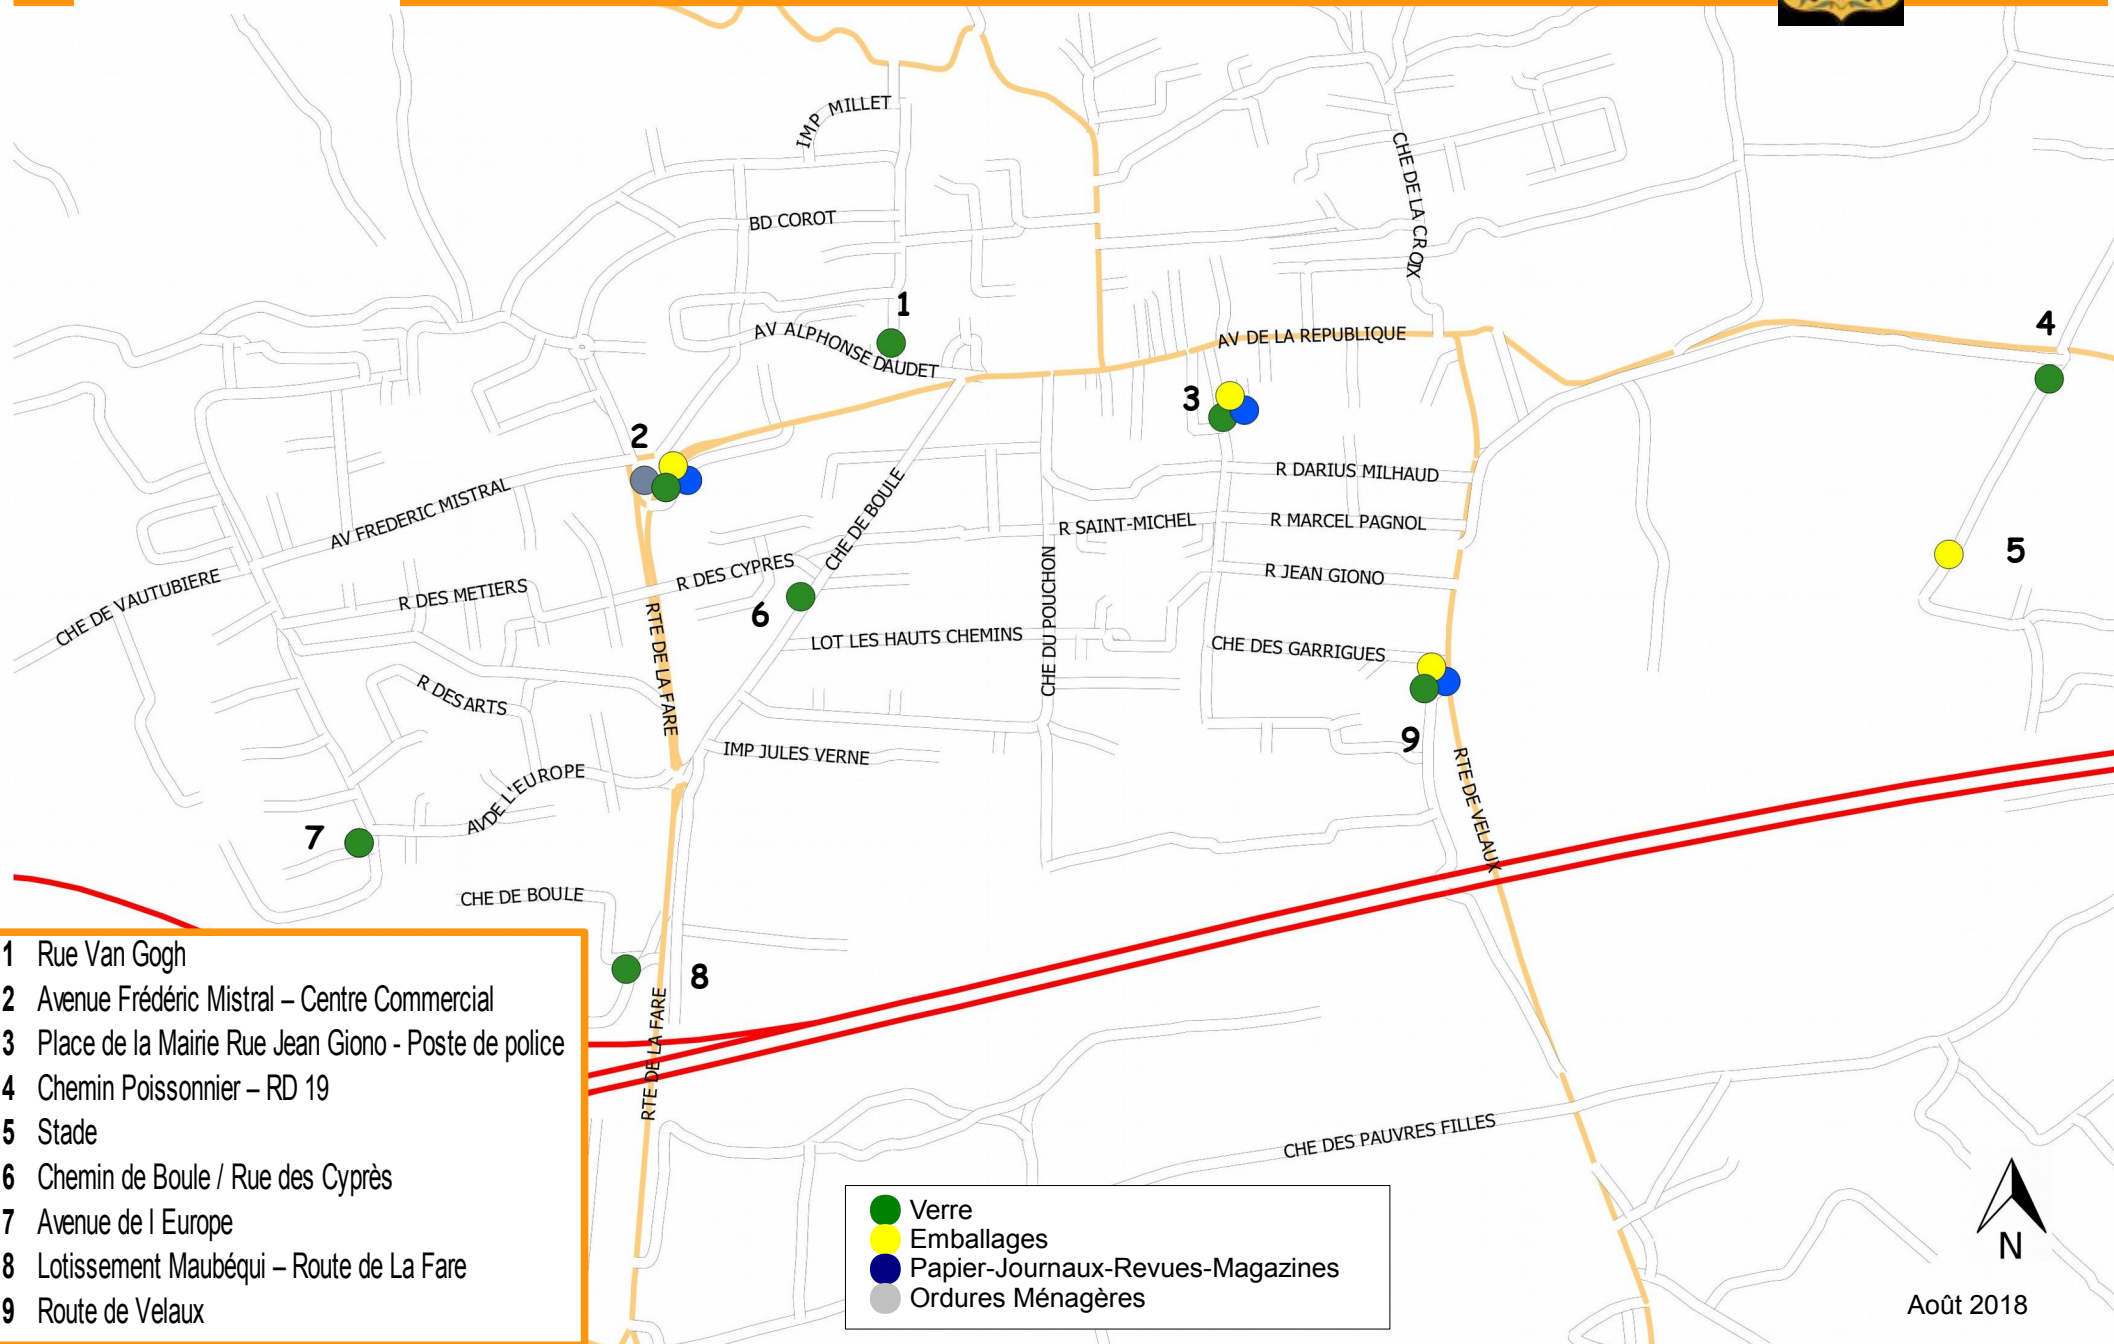 IMP MILLET
CHE DE LA CROIX
BD COROT
1
4
AV ALPHONSE DAUDET
AV DE LA REPUBLIQUE
3
2
R DARIUS MILHAUD
AV FREDERIC MISTRAL
CHE DE BOULE
R SAINT-MICHEL
R MARCEL PAGNOL
5
R DES CYPRES
R JEAN GIONO
CHE DE VAUTUBIERE
R DES METIERS
6
CHE DU POUCHON
LOT LES HAUTS CHEMINS
CHE DES GARRIGUES
RTE DE LA FARE
R DES ARTS
9
IMP JULES VERNE
RTE DE VELAUX
AV DE L'EUROPE
7
CHE DE BOULE
8
RTE DE LA FARE
CHE DES PAUVRES FILLES
1 Rue Van Gogh
2 Avenue Frédéric Mistral – Centre Commercial
3 Place de la Mairie Rue Jean Giono - Poste de police
4 Chemin Poissonnier – RD 19
5 Stade
6 Chemin de Boule / Rue des Cyprès
7 Avenue de l Europe
8 Lotissement Maubéqui – Route de La Fare
9 Route de Velaux
Verre
Emballages
Papier-Journaux-Revues-Magazines
Ordures Ménagères
N
Août 2018